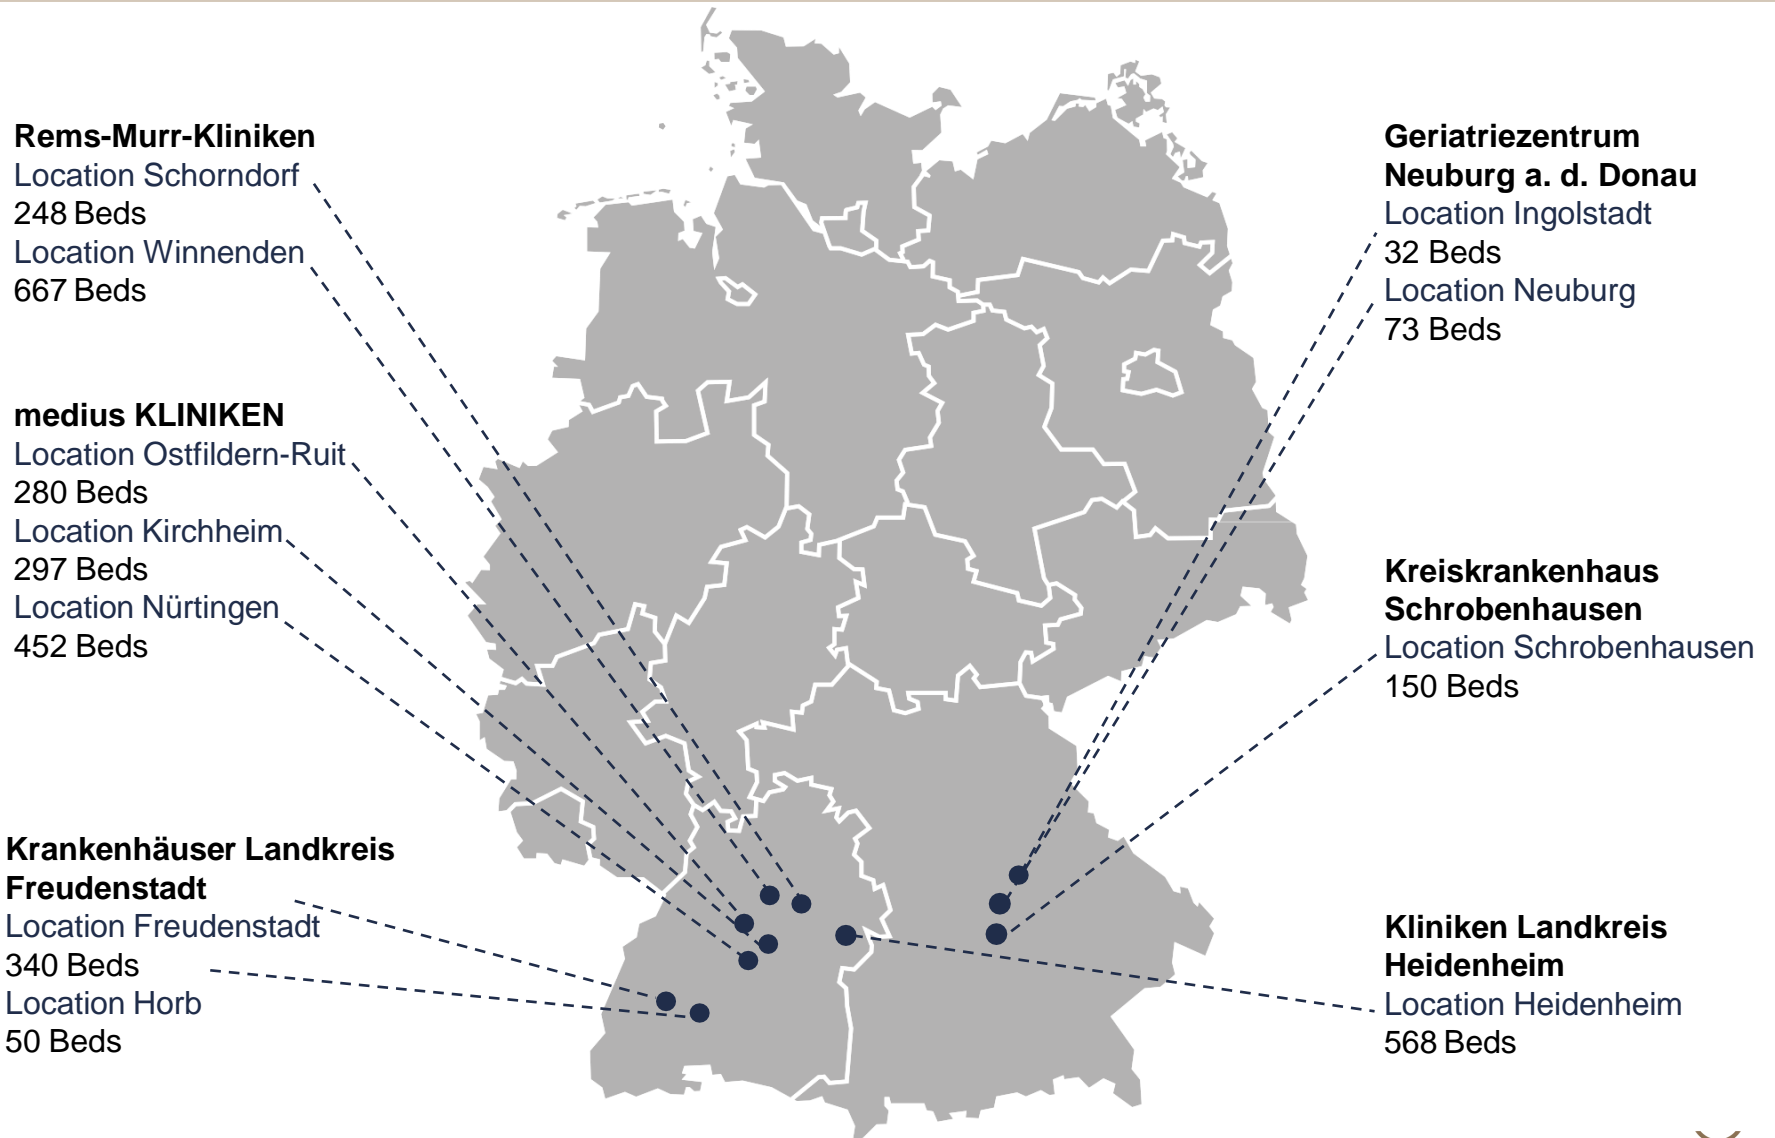 Rems-Murr-Kliniken
Location Schorndorf
248 Beds
Location Winnenden
667 Beds
medius KLINIKEN
Location Ostfildern-Ruit
280 Beds
Location Kirchheim
297 Beds
Location Nürtingen
452 Beds
Krankenhäuser Landkreis
Freudenstadt
Location Freudenstadt
340 Beds
Location Horb
50 Beds
Geriatriezentrum
Neuburg a. d. Donau
Location Ingolstadt
32 Beds
Location Neuburg
73 Beds
Kreiskrankenhaus
Schrobenhausen
Location Schrobenhausen
150 Beds
Kliniken Landkreis
Heidenheim
Location Heidenheim
568 Beds